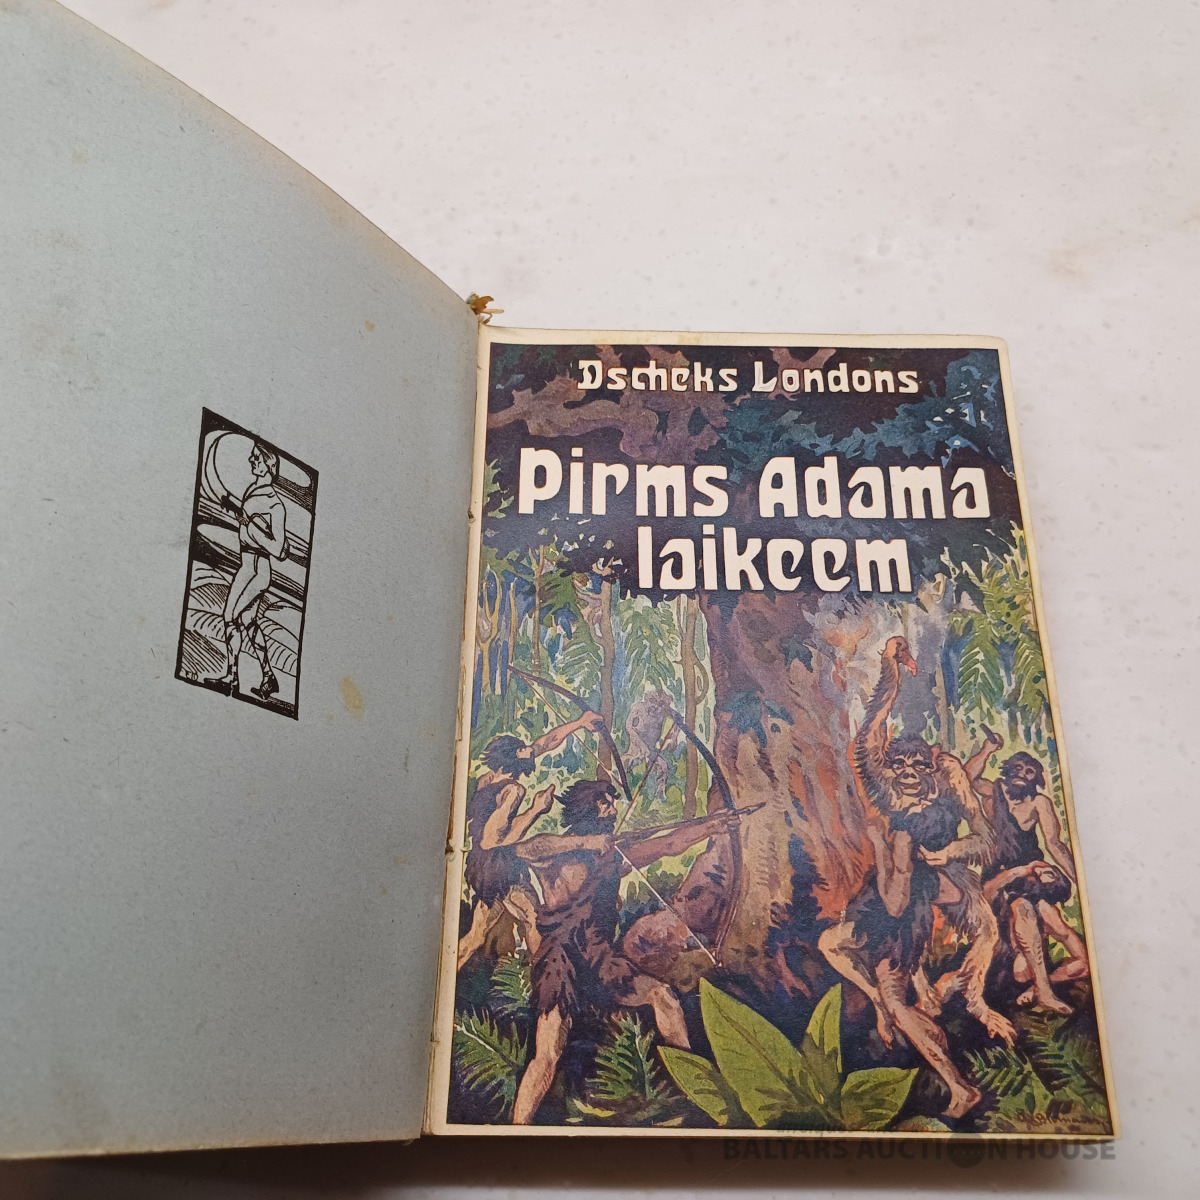 Dscheks Londons
Pirms Adama
laikeem
BALTARS AUCTION HOUSE